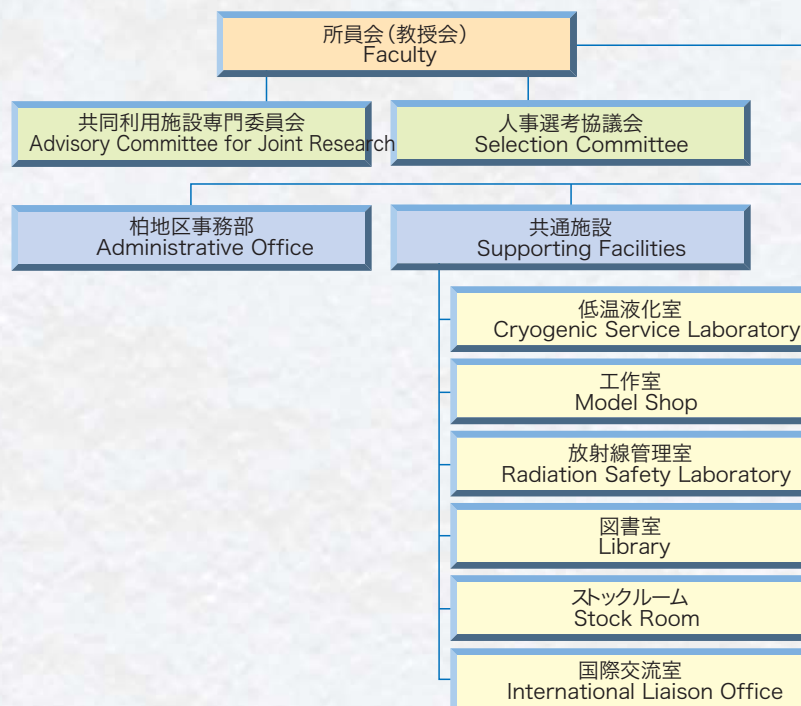 所員会(教授会)
Faculty
共同利用施設専門委員会
Advisory Committee for Joint Research
人事選考協議会
Selection Committee
柏地区事務部
Administrative Office
共通施設
Supporting Facilities
低温液化室
Cryogenic Service Laboratory
工作室
Model Shop
放射線管理室
Radiation Safety Laboratory
図書室
Library
ストックルーム
Stock Room
国際交流室
International Liaison Office